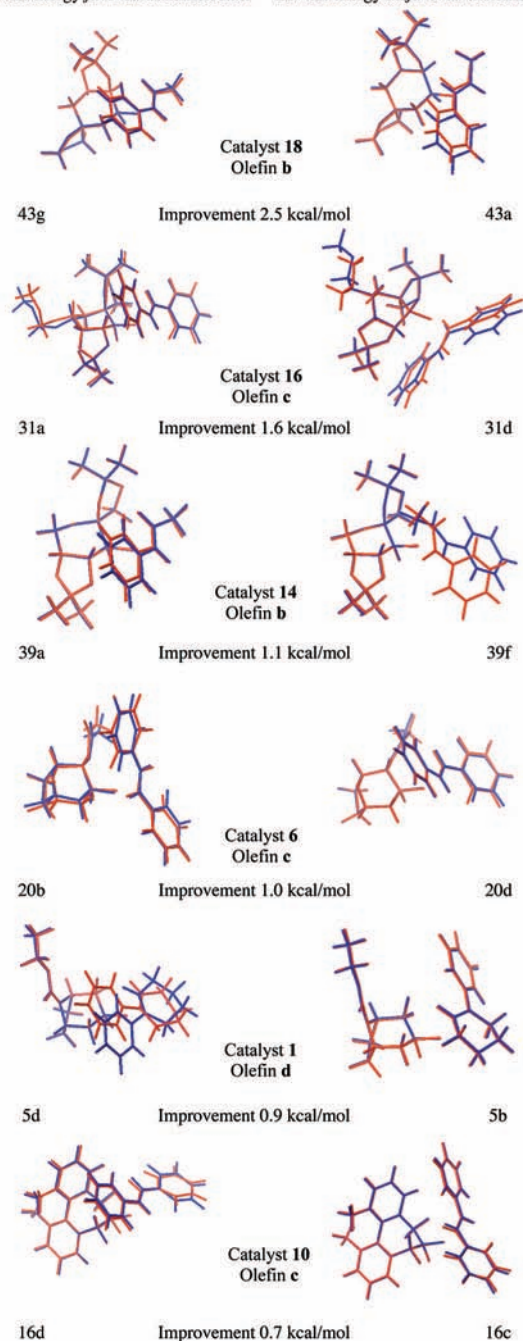 Catalyst 18
Olefin b
43g Improvement 2.5 kcal/mol 43a
Catalyst 16
Olefin c
31a Improvement 1.6 kcal/mol 31d
Catalyst 14
Olefin b
39a Improvement 1.1 kcal/mol 39f
Catalyst 6
Olefin c
20b Improvement 1.0 kcal/mol 20d
Catalyst 1
Olefin d
5d Improvement 0.9 kcal/mol 5b
Catalyst 10
Olefin c
16d Improvement 0.7 kcal/mol 16c